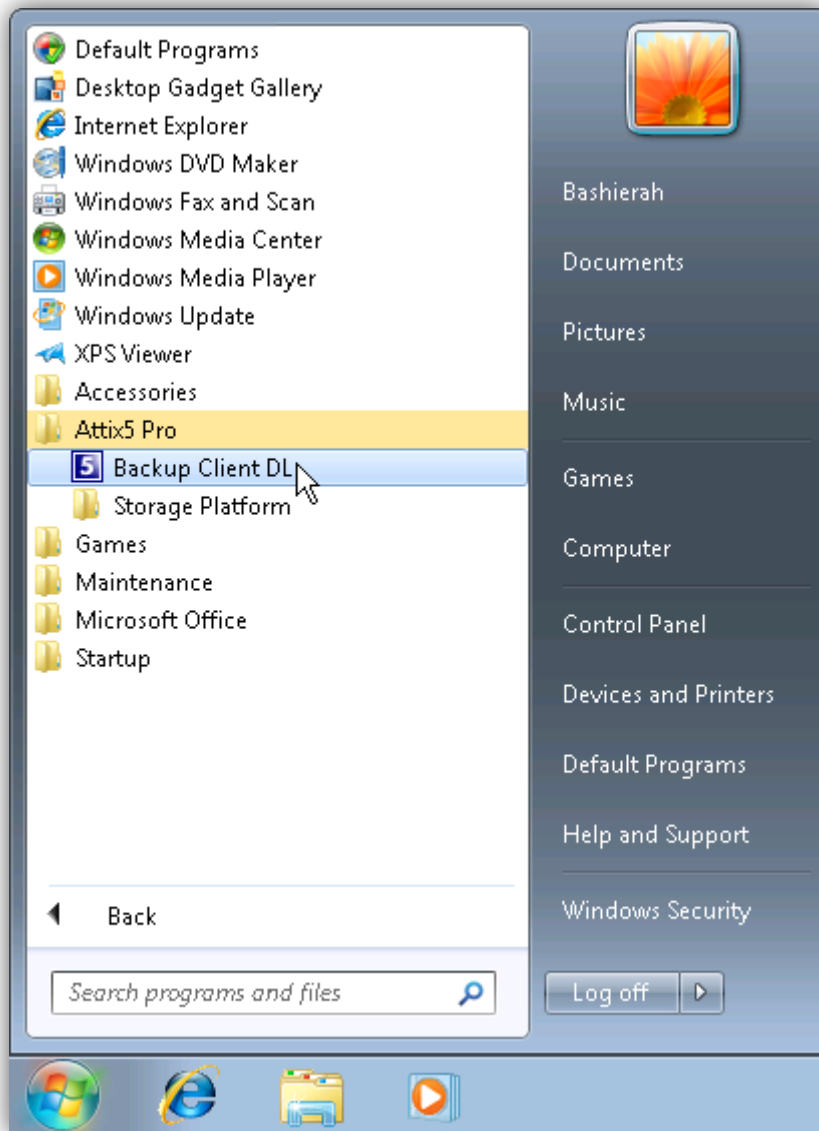 Default Programs
Desktop Gadget Gallery
Internet Explorer
Windows DVD Maker
Windows Fax and Scan
Windows Media Center
Windows Media Player
Windows Update
XPS Viewer
Accessories
Attix5 Pro
5 Backup Client DL
Storage Platform
Games
Maintenance
Microsoft Office
Startup
Back
Search programs and files
Bashierah
Documents
Pictures
Music
Games
Computer
Control Panel
Devices and Printers
Default Programs
Help and Support
Windows Security
Log off